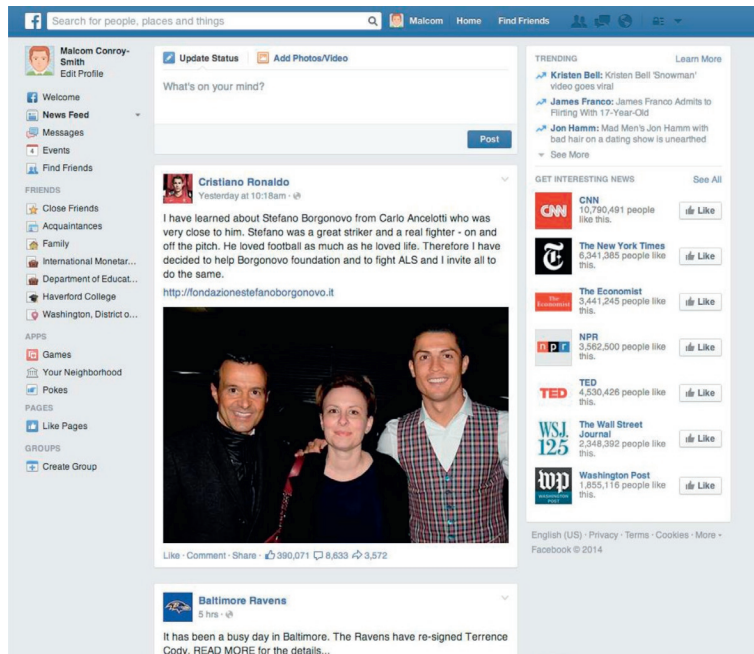 Search for people, places and things
Malcom
Home
Find Friends
Malcom Conroy-
Smith
Edit Profile
Welcome
News Feed
Messages
4 Events
Find Friends
FRIENDS
Close Friends
Acquaintances
Family
International Monetar...
Department of Educat...
Haverford College
Washington, District o...
APPS
Games
Your Neighborhood
Pokes
PAGES
Like Pages
GROUPS
Create Group
Update Status
Add Photos/Video
What's on your mind?
Post
Cristiano Ronaldo
Yesterday at 10:18am ·
I have learned about Stefano Borgonovo from Carlo Ancelotti who was
very close to him. Stefano was a great striker and a real fighter - on and
off the pitch. He loved football as much as he loved life. Therefore I have
decided to help Borgonovo foundation and to fight ALS and I invite all to
do the same.
http://fondazionestefanoborgonovo.it
Like · Comment · Share · 390,071 8,633 3,572
Baltimore Ravens
5 hrs ·
It has been a busy day in Baltimore. The Ravens have re-signed Terrence
Cody. READ MORE for the details...
TRENDING
Learn More
Kristen Bell: Kristen Bell 'Snowman'
video goes viral
James Franco: James Franco Admits to
Flirting With 17-Year-Old
Jon Hamm: Mad Men's Jon Hamm with
bad hair on a dating show is unearthed
See More
GET INTERESTING NEWS
See All
CNN
CNN
10,790,491 people
like this.
Like
The New York Times
6,341,385 people like
this.
Like
The Economist
The Economist
3,441,245 people like
this.
Like
npr
NPR
3,562,500 people like
this.
Like
TED
TED
4,530,426 people like
this.
Like
WSJ.
125
The Wall Street
Journal
2,348,392 people like
this.
Like
wp
WASHINGTON
POST
Washington Post
1,855,116 people like
this.
Like
English (US) · Privacy · Terms · Cookies · More
Facebook © 2014